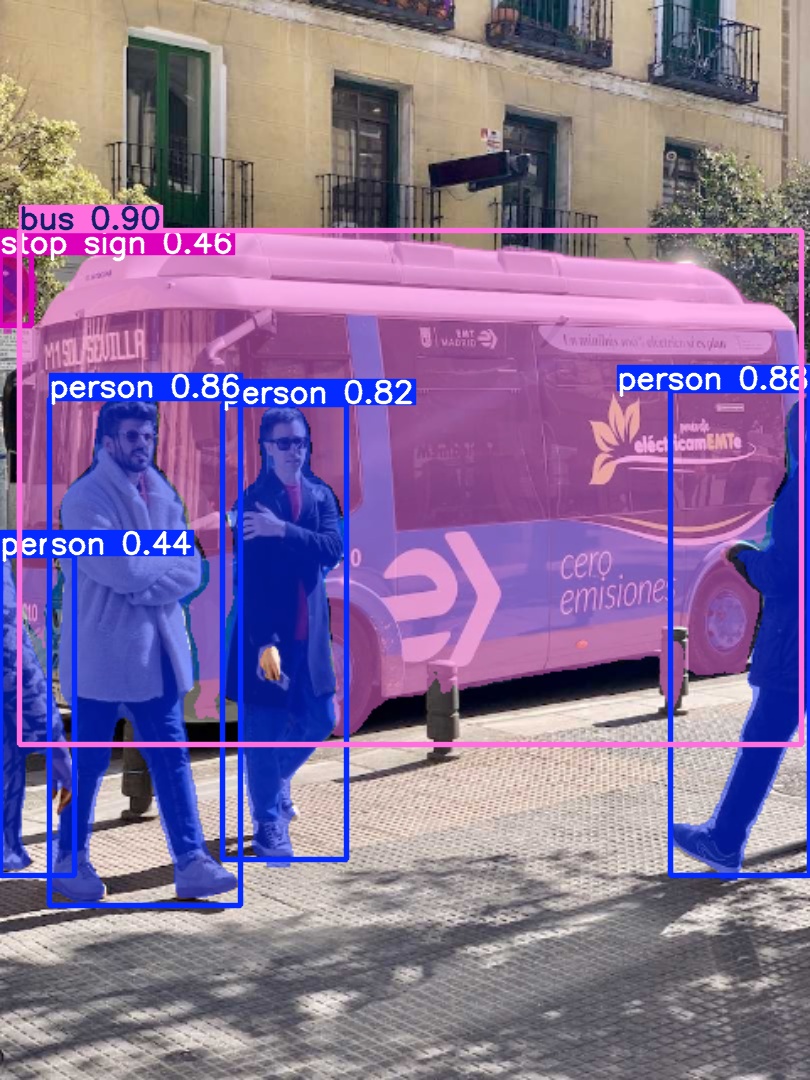 bus 0.90
stop sign 0.46
M1 SOL/SEVILLA
EMT
MADRID
person 0.86
person 0.82
person 0.88
eléctricaEMTe
person 0.44
cero
emisiones